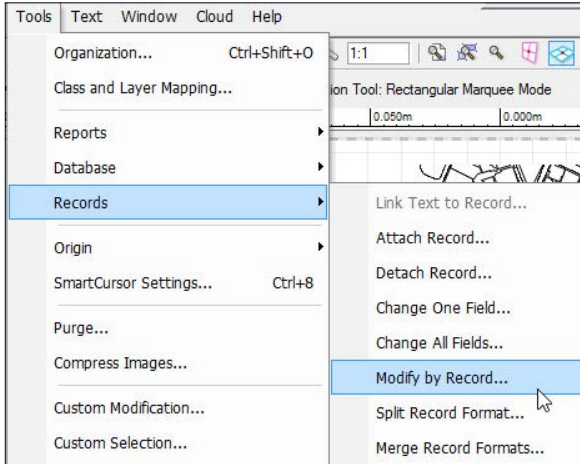 Tools Text Window Cloud Help
Organization... Ctrl+Shift+O
1:1
Class and Layer Mapping...
ion Tool: Rectangular Marquee Mode
0.050m 0.000m
Reports
Database
Records
Link Text to Record...
Attach Record...
Origin
Detach Record...
SmartCursor Settings... Ctrl+8
Change One Field...
Purge...
Change All Fields...
Compress Images...
Modify by Record...
Custom Modification...
Split Record Format...
Custom Selection...
Merge Record Formats...